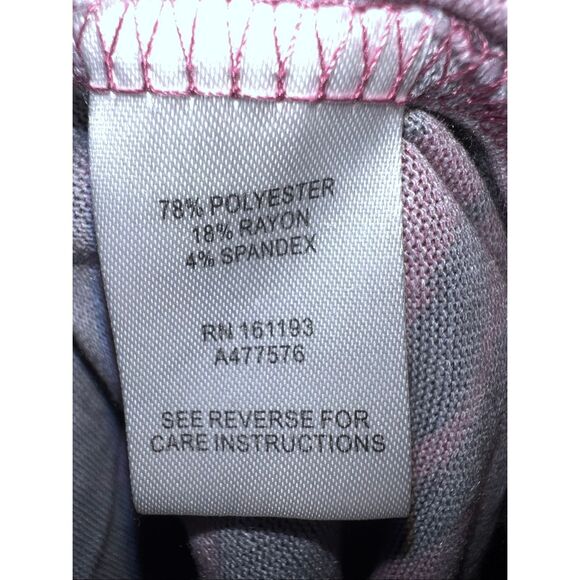 78% POLYESTER
18% RAYON
4% SPANDEX
RN 161193
A477576
SEE REVERSE FOR
CARE INSTRUCTIONS